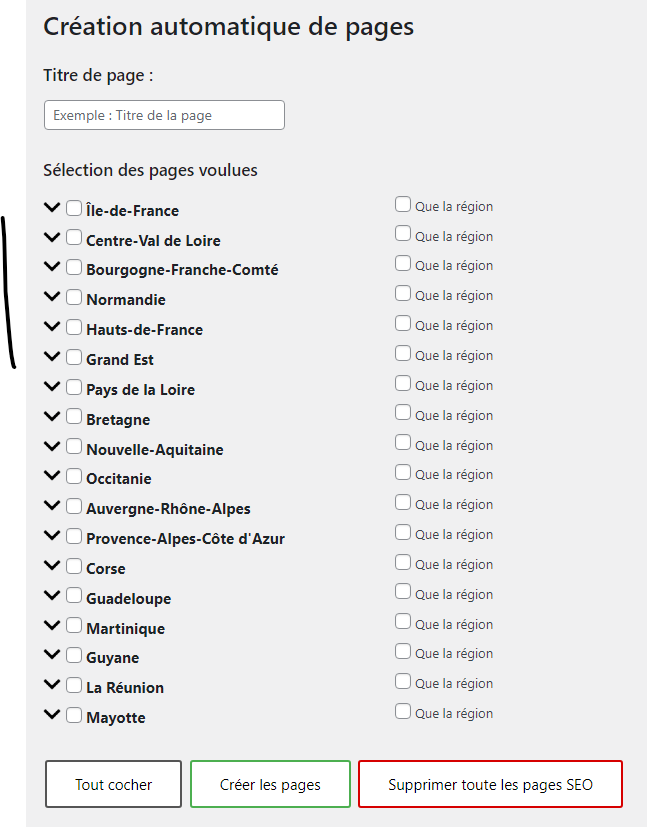 Création automatique de pages
Titre de page :
Exemple : Titre de la page
Sélection des pages voulues
Île-de-France Que la région
Centre-Val de Loire Que la région
Bourgogne-Franche-Comté Que la région
Normandie Que la région
Hauts-de-France Que la région
Grand Est Que la région
Pays de la Loire Que la région
Bretagne Que la région
Nouvelle-Aquitaine Que la région
Occitanie Que la région
Auvergne-Rhône-Alpes Que la région
Provence-Alpes-Côte d'Azur Que la région
Corse Que la région
Guadeloupe Que la région
Martinique Que la région
Guyane Que la région
La Réunion Que la région
Mayotte Que la région
Tout cocher Créer les pages Supprimer toute les pages SEO